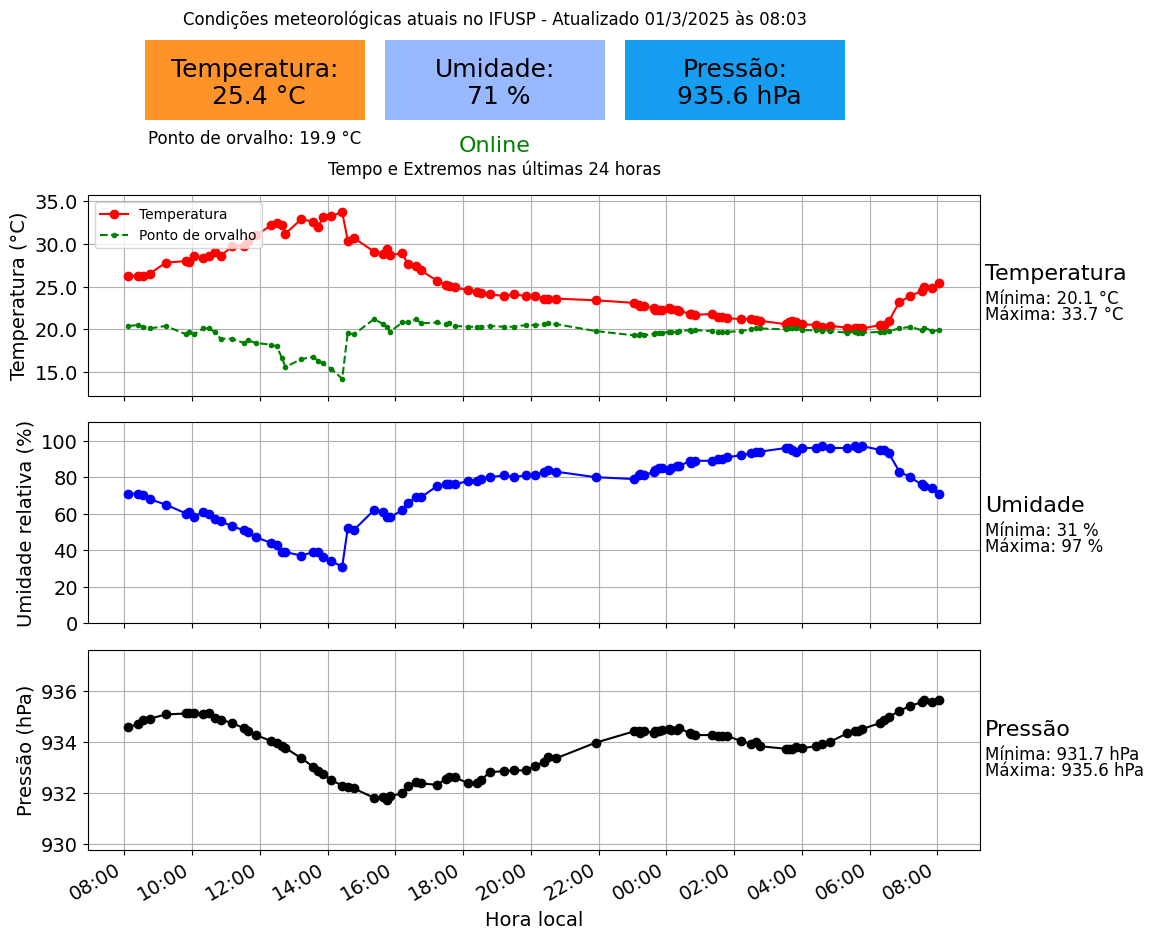 Condições meteorológicas atuais no IFUSP - Atualizado 01/3/2025 às 08:03
Temperatura:
25.4 °C
Umidade:
71 %
Pressão:
935.6 hPa
Ponto de orvalho: 19.9 °C
Online
Tempo e Extremos nas últimas 24 horas
Temperatura (°C)
35.0
30.0
25.0
20.0
15.0
Temperatura
Ponto de orvalho
Temperatura
Mínima: 20.1 °C
Máxima: 33.7 °C
Umidade relativa (%)
100
80
60
40
20
0
Umidade
Mínima: 31 %
Máxima: 97 %
Pressão (hPa)
936
934
932
930
Pressão
Mínima: 931.7 hPa
Máxima: 935.6 hPa
08:00
10:00
12:00
14:00
16:00
18:00
20:00
22:00
00:00
02:00
04:00
06:00
08:00
Hora local